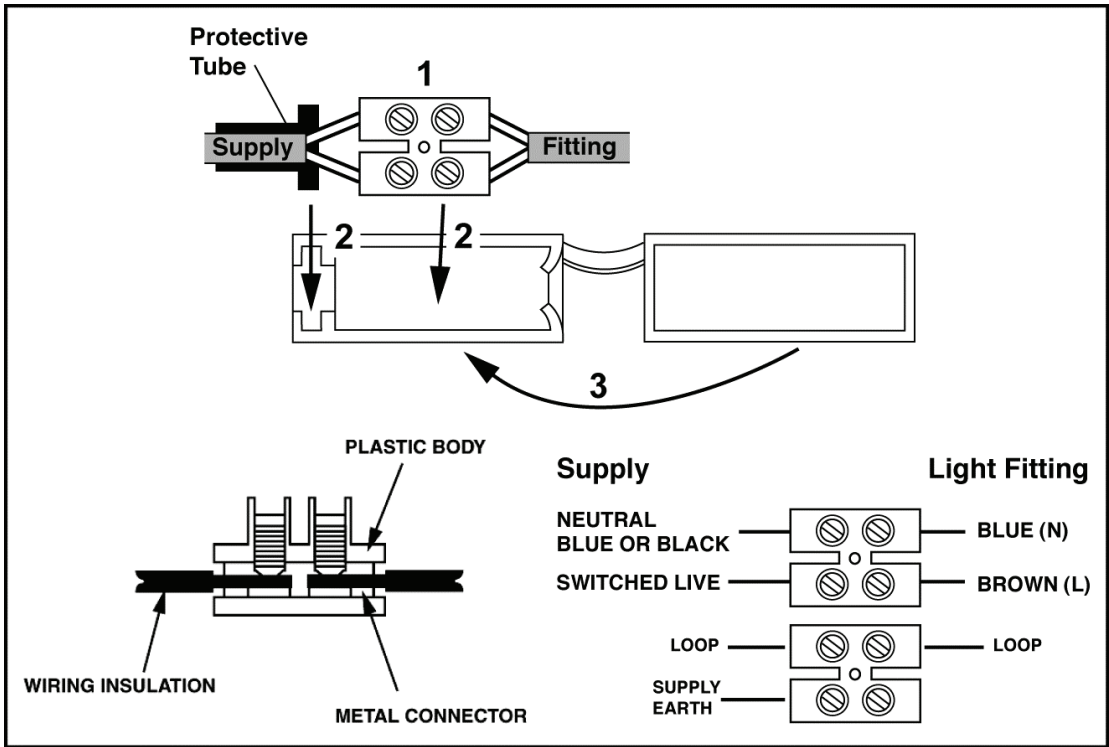 Protective
Tube
1
Supply
Fitting
2
2
3
PLASTIC BODY
WIRING INSULATION
METAL CONNECTOR
Supply
Light Fitting
NEUTRAL
BLUE OR BLACK
BLUE (N)
SWITCHED LIVE
BROWN (L)
LOOP
LOOP
SUPPLY
EARTH